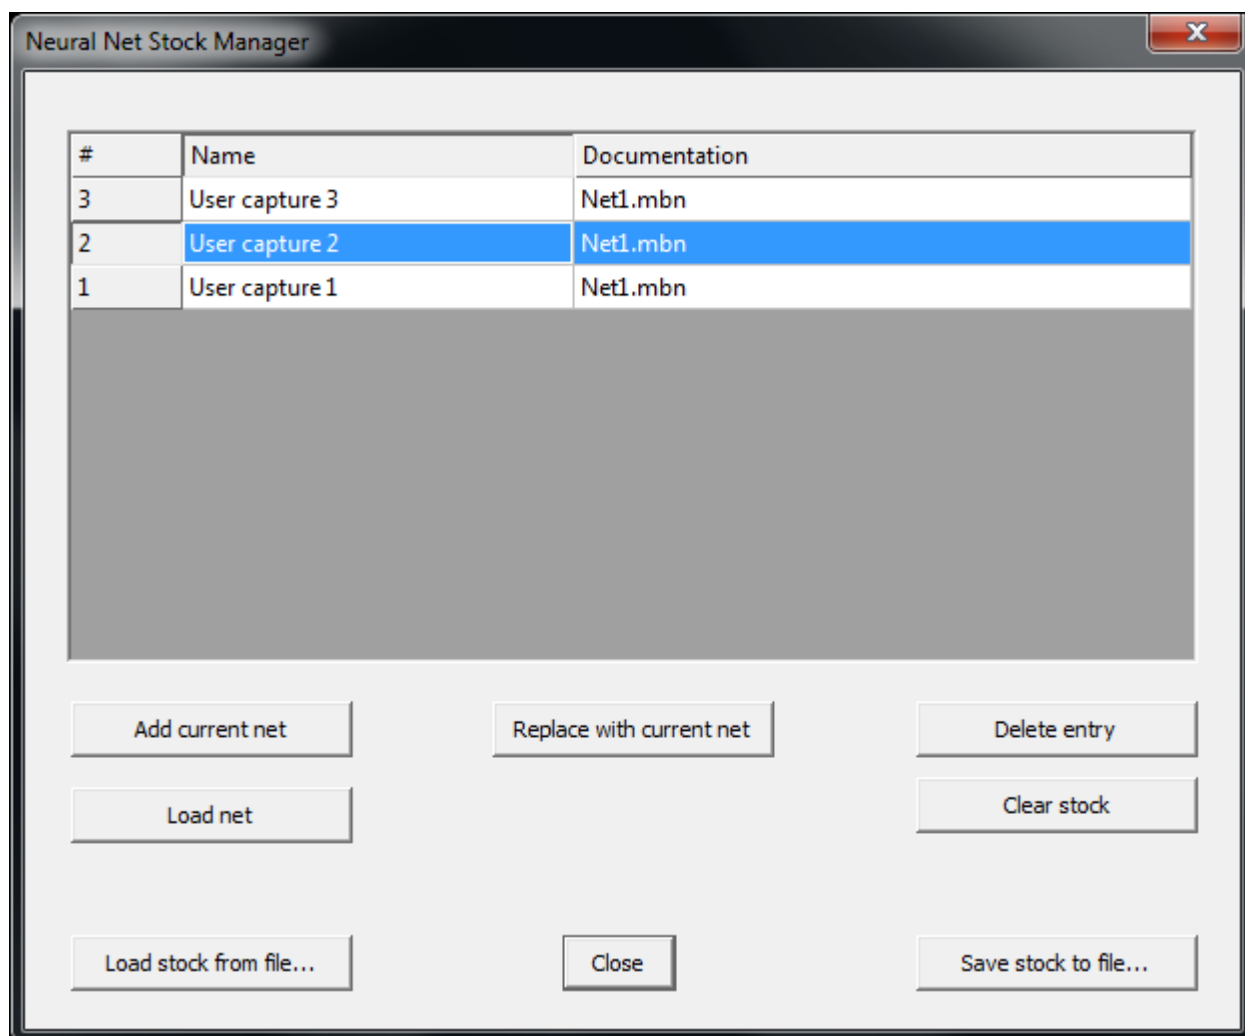 Neural Net Stock Manager
# Name Documentation
3 User capture 3 Net1.mbn
2 User capture 2 Net1.mbn
1 User capture 1 Net1.mbn
Add current net Replace with current net Delete entry
Load net Clear stock
Load stock from file... Close Save stock to file...